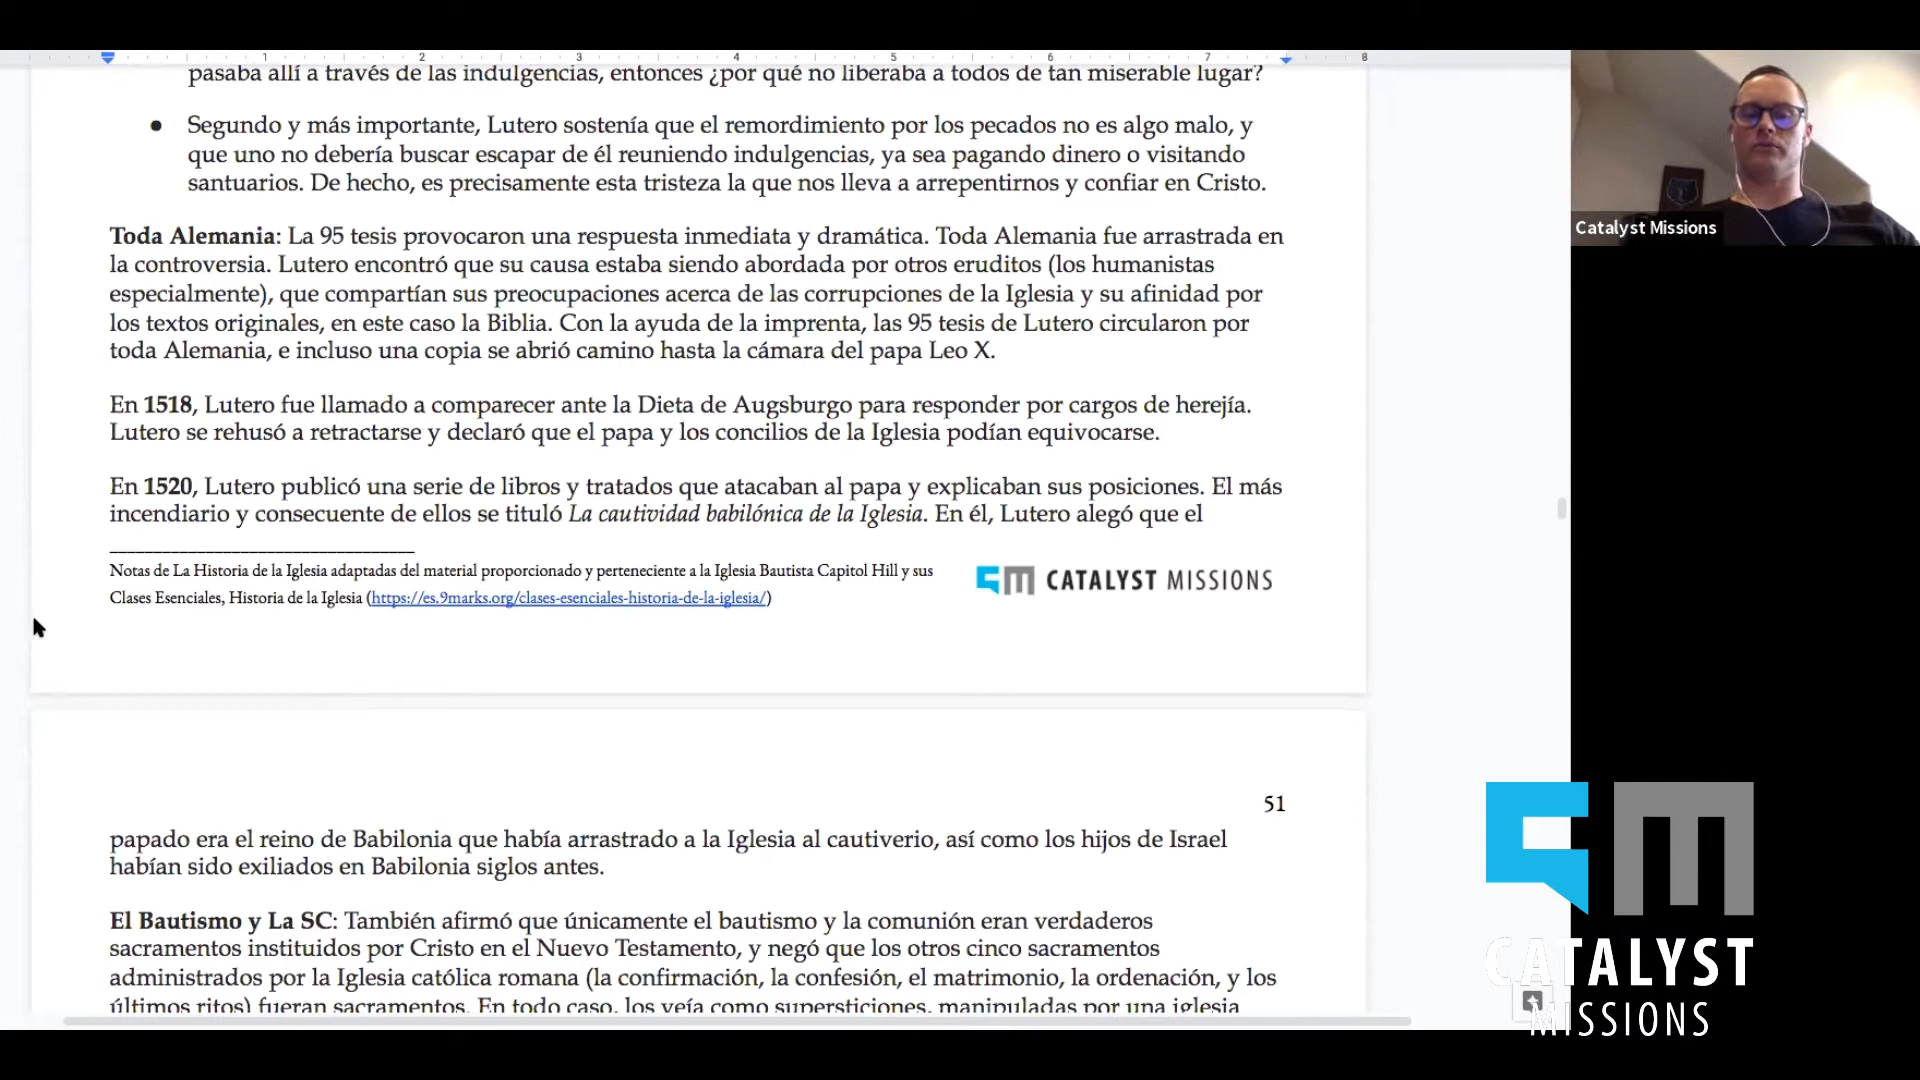 1 2 3 4 5 6 7 8
pasaba allí a través de las indulgencias, entonces ¿por qué no liberaba a todos de tan miserable lugar?
● Segundo y más importante, Lutero sostenía que el remordimiento por los pecados no es algo malo, y
que uno no debería buscar escapar de él reuniendo indulgencias, ya sea pagando dinero o visitando
santuarios. De hecho, es precisamente esta tristeza la que nos lleva a arrepentirnos y confiar en Cristo.
Toda Alemania: La 95 tesis provocaron una respuesta inmediata y dramática. Toda Alemania fue arrastrada en
la controversia. Lutero encontró que su causa estaba siendo abordada por otros eruditos (los humanistas
especialmente), que compartían sus preocupaciones acerca de las corrupciones de la Iglesia y su afinidad por
los textos originales, en este caso la Biblia. Con la ayuda de la imprenta, las 95 tesis de Lutero circularon por
toda Alemania, e incluso una copia se abrió camino hasta la cámara del papa Leo X.
En 1518, Lutero fue llamado a comparecer ante la Dieta de Augsburgo para responder por cargos de herejía.
Lutero se rehusó a retractarse y declaró que el papa y los concilios de la Iglesia podían equivocarse.
En 1520, Lutero publicó una serie de libros y tratados que atacaban al papa y explicaban sus posiciones. El más
incendiario y consecuente de ellos se tituló La cautividad babilónica de la Iglesia. En él, Lutero alegó que el
Notas de La Historia de la Iglesia adaptadas del material proporcionado y perteneciente a la Iglesia Bautista Capitol Hill y sus
Clases Esenciales, Historia de la Iglesia (https://es.9marks.org/clases-esenciales-historia-de-la-iglesia/)
CATALYST MISSIONS
51
papado era el reino de Babilonia que había arrastrado a la Iglesia al cautiverio, así como los hijos de Israel
habían sido exiliados en Babilonia siglos antes.
El Bautismo y La SC: También afirmó que únicamente el bautismo y la comunión eran verdaderos
sacramentos instituidos por Cristo en el Nuevo Testamento, y negó que los otros cinco sacramentos
administrados por la Iglesia católica romana (la confirmación, la confesión, el matrimonio, la ordenación, y los
últimos ritos) fueran sacramentos. En todo caso, los veía como supersticiones, manipuladas por una iglesia
Catalyst Missions
CATALYST
MISSIONS